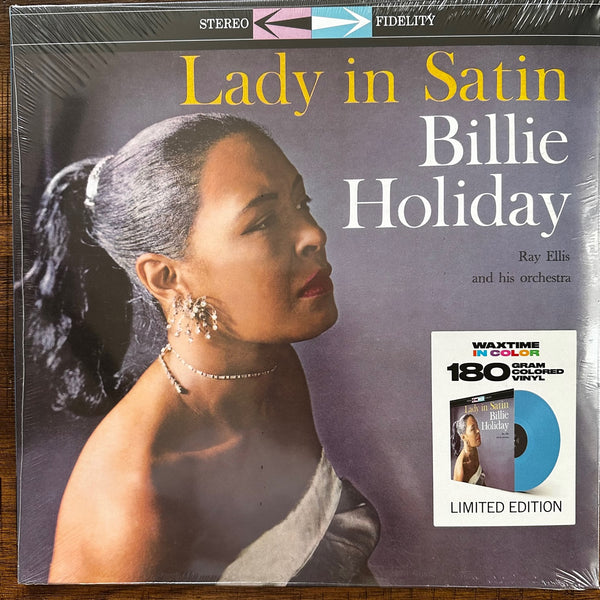 STEREO FIDELITY
Lady in Satin
Billie
Holiday
Ray Ellis
and his orchestra
WAXTIME
IN COLOR
180 GRAM
COLORED
VINYL
Lady in Satin
Billie
Holiday
LIMITED EDITION